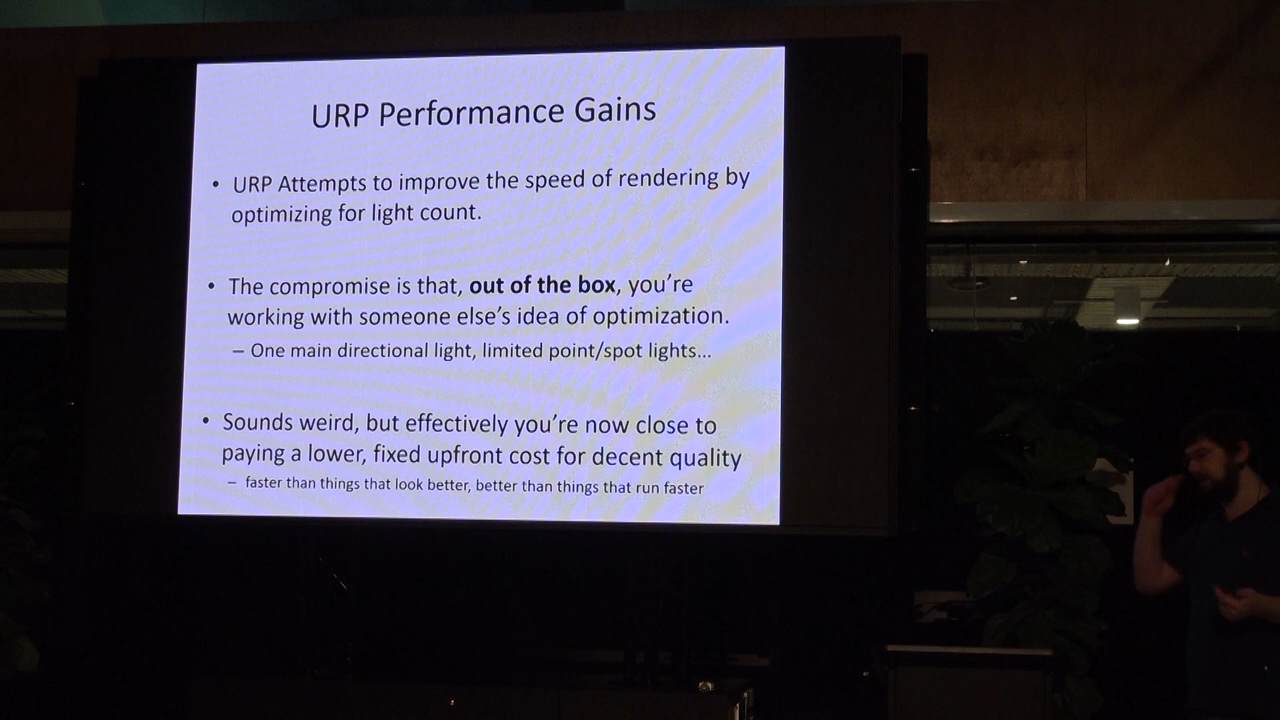 URP Performance Gains
• URP Attempts to improve the speed of rendering by
optimizing for light count.
• The compromise is that, out of the box, you're
working with someone else's idea of optimization.
– One main directional light, limited point/spot lights...
• Sounds weird, but effectively you're now close to
paying a lower, fixed upfront cost for decent quality
– faster than things that look better, better than things that run faster